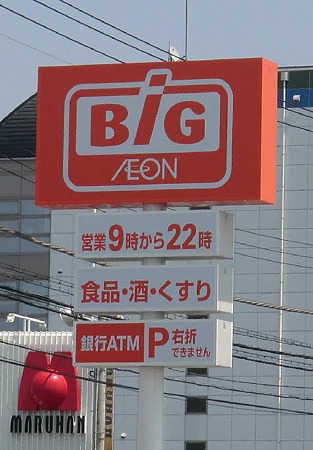 BiG
ÆON
営業9時から22時
食品・酒・くすり
銀行ATM P 右折
できません
MARUHAN